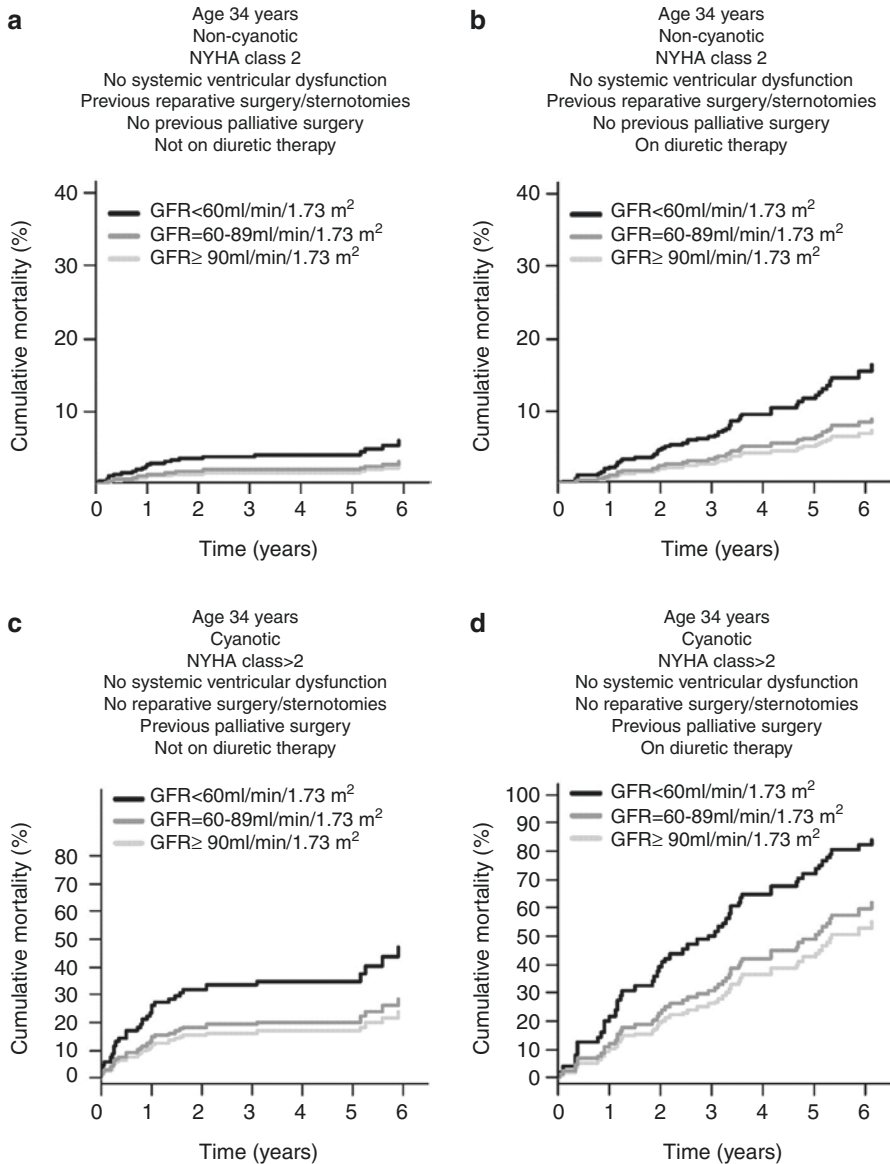 a
Age 34 years
Non-cyanotic
NYHA class 2
No systemic ventricular dysfunction
Previous reparative surgery/sternotomies
No previous palliative surgery
Not on diuretic therapy
Cumulative mortality (%)
40
30
20
10
GFR<60ml/min/1.73 m²
GFR=60-89ml/min/1.73 m²
GFR≥ 90ml/min/1.73 m²
0 1 2 3 4 5 6
Time (years)
b
Age 34 years
Non-cyanotic
NYHA class 2
No systemic ventricular dysfunction
Previous reparative surgery/sternotomies
No previous palliative surgery
On diuretic therapy
Cumulative mortality (%)
40
30
20
10
GFR<60ml/min/1.73 m²
GFR=60-89ml/min/1.73 m²
GFR≥ 90ml/min/1.73 m²
0 1 2 3 4 5 6
Time (years)
c
Age 34 years
Cyanotic
NYHA class>2
No systemic ventricular dysfunction
No reparative surgery/sternotomies
Previous palliative surgery
Not on diuretic therapy
Cumulative mortality (%)
GFR<60ml/min/1.73 m²
GFR=60-89ml/min/1.73 m²
GFR≥ 90ml/min/1.73 m²
80
70
60
50
40
30
20
10
0
0 1 2 3 4 5 6
Time (years)
d
Age 34 years
Cyanotic
NYHA class>2
No systemic ventricular dysfunction
No reparative surgery/sternotomies
Previous palliative surgery
On diuretic therapy
Cumulative mortality (%)
GFR<60ml/min/1.73 m²
GFR=60-89ml/min/1.73 m²
GFR≥ 90ml/min/1.73 m²
100
90
80
70
60
50
40
30
20
10
0
0 1 2 3 4 5 6
Time (years)